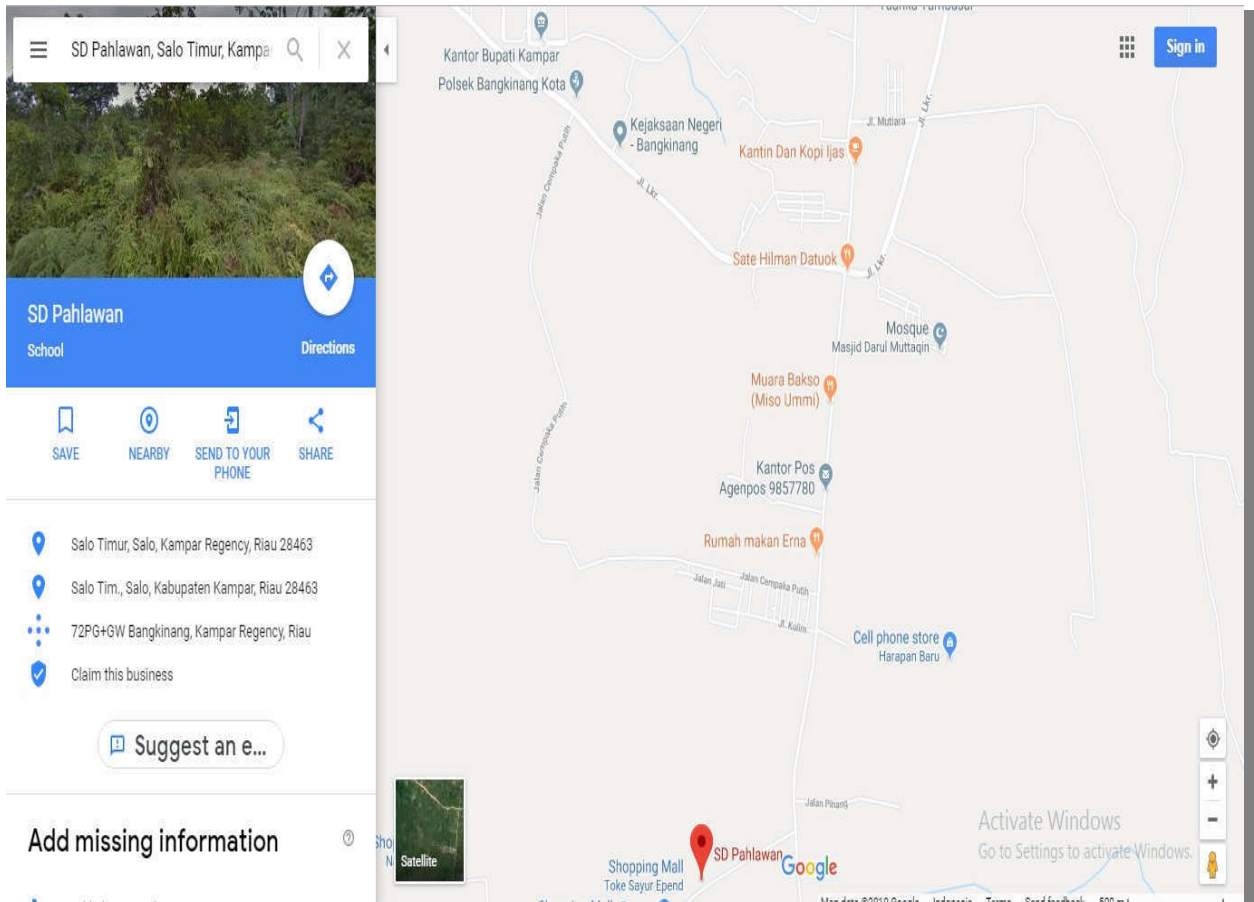 SD Pahlawan, Salo Timur, Kampa
SD Pahlawan
School
Directions
SAVE
NEARBY
SEND TO YOUR
PHONE
SHARE
Salo Timur, Salo, Kampar Regency, Riau 28463
Salo Tim., Salo, Kabupaten Kampar, Riau 28463
72PG+GW Bangkinang, Kampar Regency, Riau
Claim this business
Suggest an e...
Add missing information
Sign in
Kantor Bupati Kampar
Polsek Bangkinang Kota
Kejaksaan Negeri
- Bangkinang
Jl. Mutiara
Jl. Lkr.
Kantin Dan Kopi Ijas
Jalan Cempaka Putih
Jl. Lkr.
Sate Hilman Datuok
Jl. Lkr.
Mosque
Masjid Darul Muttaqin
Muara Bakso
(Miso Ummi)
Jalan Cempaka Putih
Kantor Pos
Agenpos 9857780
Rumah makan Erna
Jalan Jati
Jalan Cempaka Putih
Jl. Kulim
Cell phone store
Harapan Baru
Jalan Pinang
Activate Windows
Go to Settings to activate Windows.
Satellite
SD Pahlawan
Google
Shopping Mall
Toke Sayur Epend